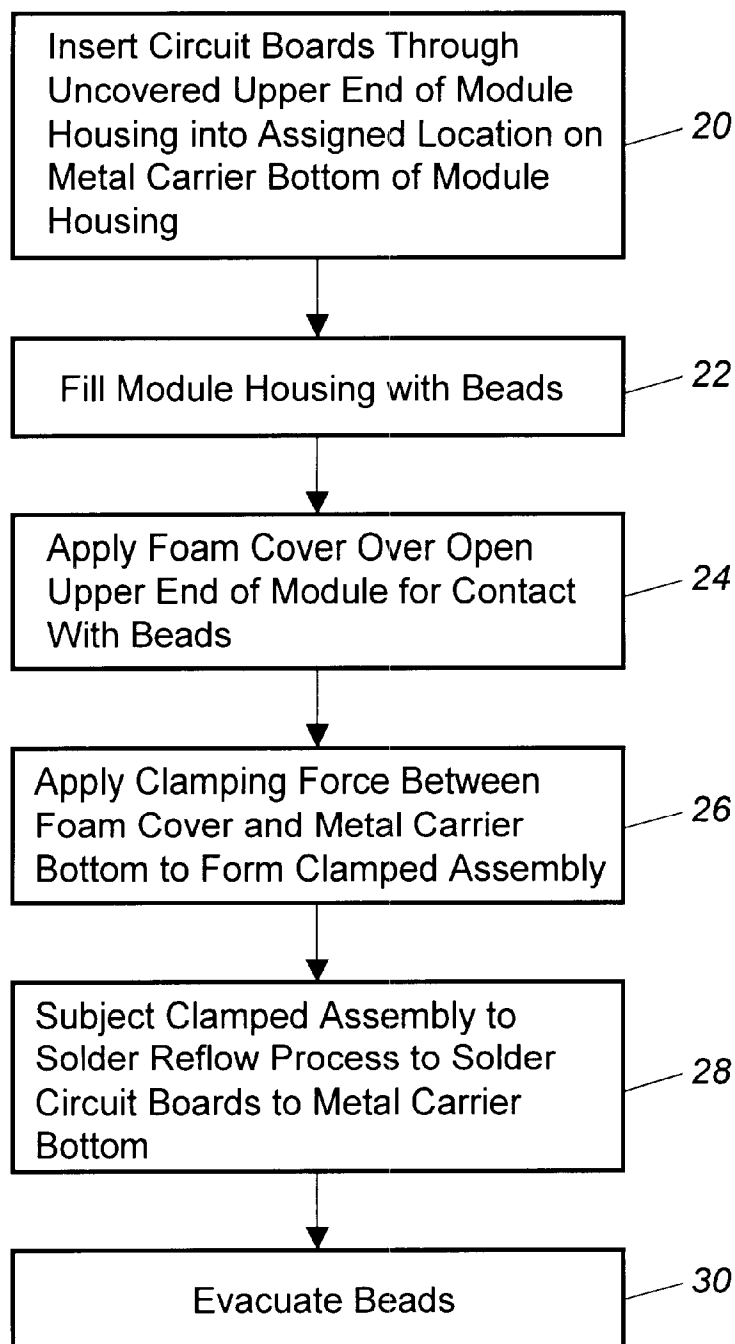 Insert Circuit Boards Through
Uncovered Upper End of Module
Housing into Assigned Location on
Metal Carrier Bottom of Module
Housing
20
Fill Module Housing with Beads
22
Apply Foam Cover Over Open
Upper End of Module for Contact
With Beads
24
Apply Clamping Force Between
Foam Cover and Metal Carrier
Bottom to Form Clamped Assembly
26
Subject Clamped Assembly to
Solder Reflow Process to Solder
Circuit Boards to Metal Carrier
Bottom
28
Evacuate Beads
30